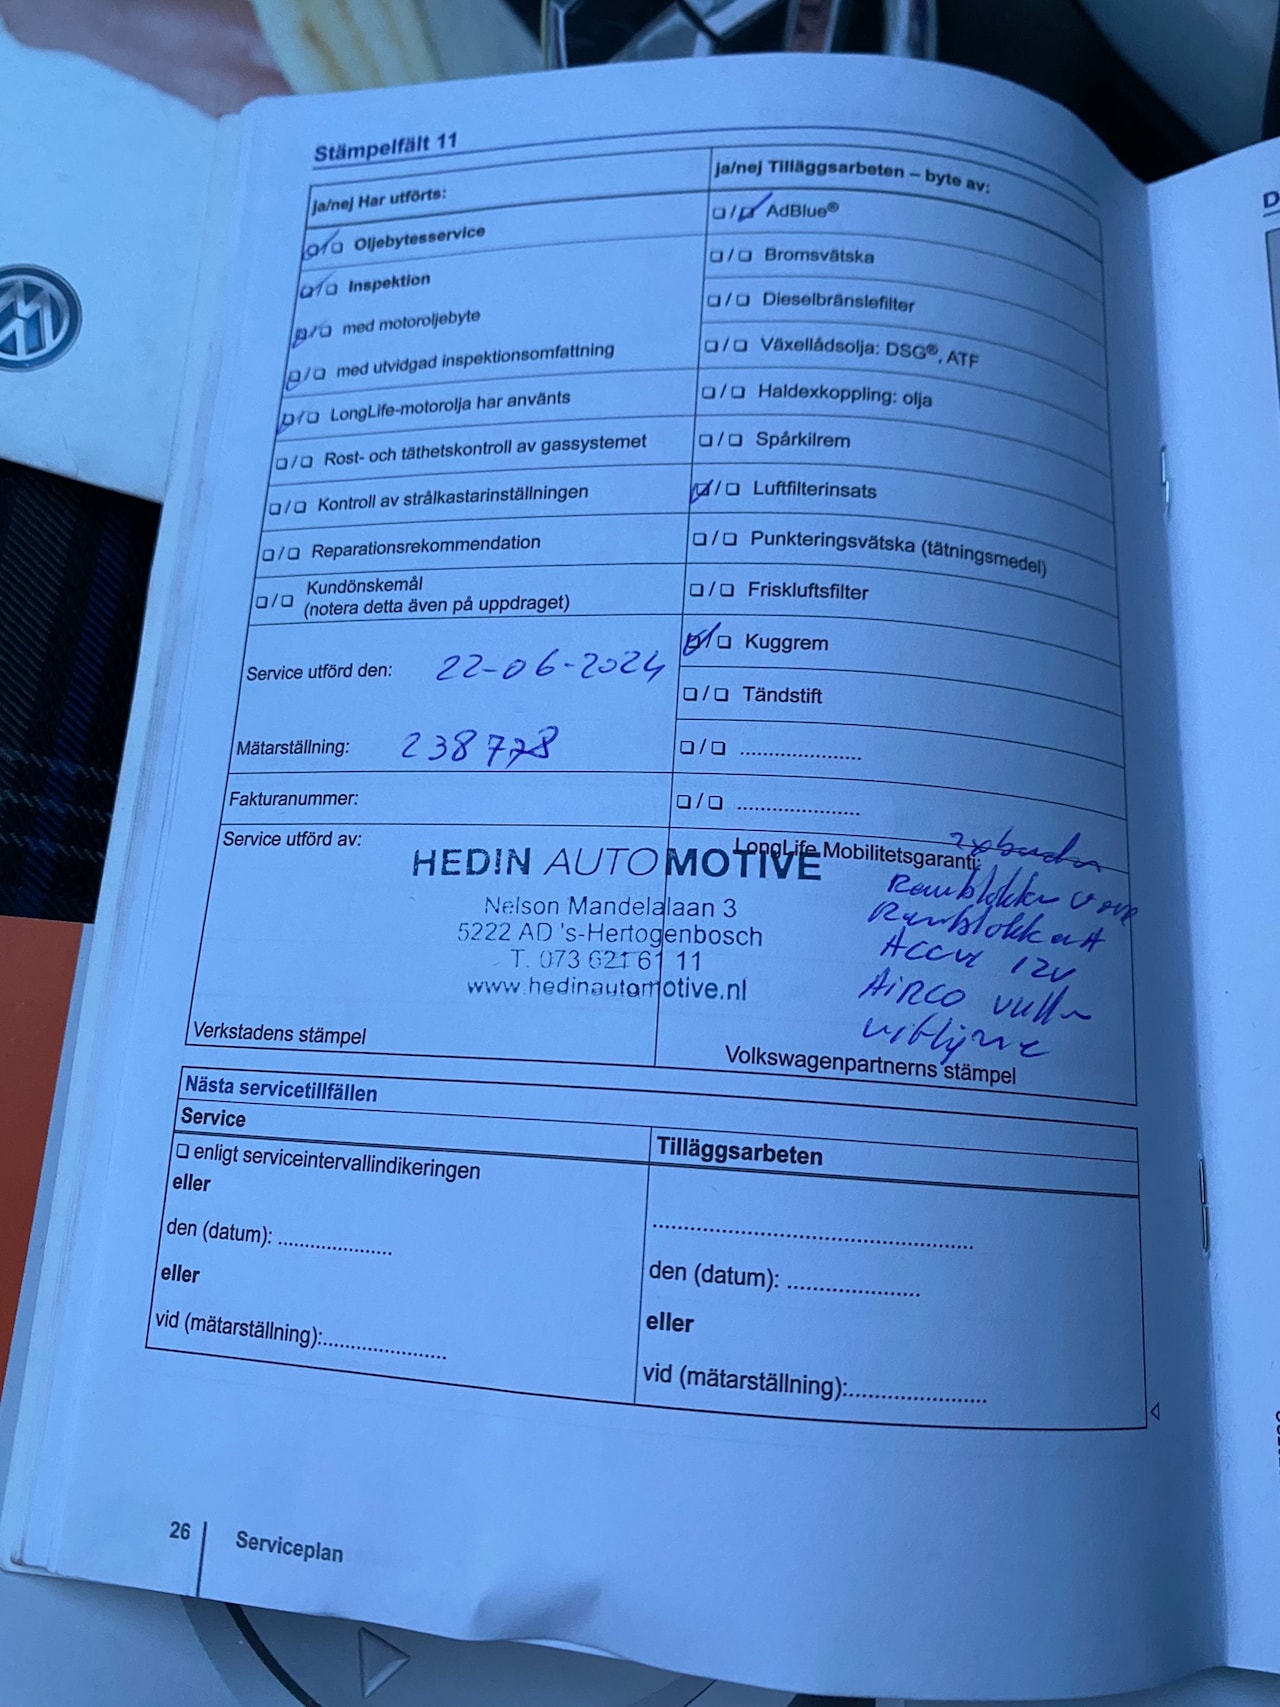 Stämpelfält 11
ja/nej Har utförts:
❏/❏ Oljebytesservice
❏/❏ Inspektion
❏/❏ med motoroljebyte
❏/❏ med utvidgad inspektionsomfattning
❏/❏ LongLife-motorolja har använts
❏/❏ Rost- och täthetskontroll av gassystemet
❏/❏ Kontroll av strålkastarinställningen
❏/❏ Reparationsrekommendation
❏/❏ Kundönskemål
(notera detta även på uppdraget)
Service utförd den: 22-06-2024
Mätarställning: 238778
Fakturanummer:
Service utförd av:
ja/nej Tilläggsarbeten – byte av:
❏/❏ AdBlue®
❏/❏ Bromsvätska
❏/❏ Dieselbränslefilter
❏/❏ Växellådsolja: DSG®, ATF
❏/❏ Haldexkoppling: olja
❏/❏ Spårkilrem
❏/❏ Luftfilterinsats
❏/❏ Punkteringsvätska (tätningsmedel)
❏/❏ Friskluftsfilter
❏/❏ Kuggrem
❏/❏ Tändstift
❏/❏ .....................
❏/❏ .....................
LongLife Mobilitetsgaranti:
HEDIN AUTOMOTIVE
Nelson Mandelalaan 3
5222 AD 's-Hertogenbosch
T. 073 621 61 11
www.hedinautomotive.nl
Remblokken voor
Remblokken A
ACCU 12V
AIRCO vullen
Verkstadens stämpel
Volkswagenpartnerns stämpel
Nästa servicetillfällen
Service
❏ enligt serviceintervallindikeringen
eller
den (datum): ....................
eller
vid (mätarställning):......................
Tilläggsarbeten
......................................................
den (datum): .......................
eller
vid (mätarställning):........................
26
Serviceplan